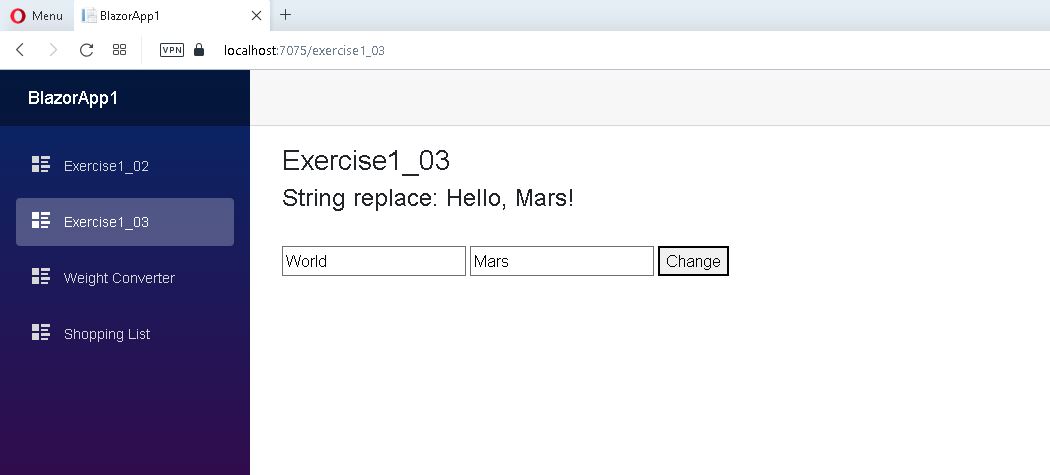 Menu
BlazorApp1
VPN
localhost:7075/exercise1_03
BlazorApp1
Exercise1_02
Exercise1_03
Weight Converter
Shopping List
Exercise1_03
String replace: Hello, Mars!
World Mars Change